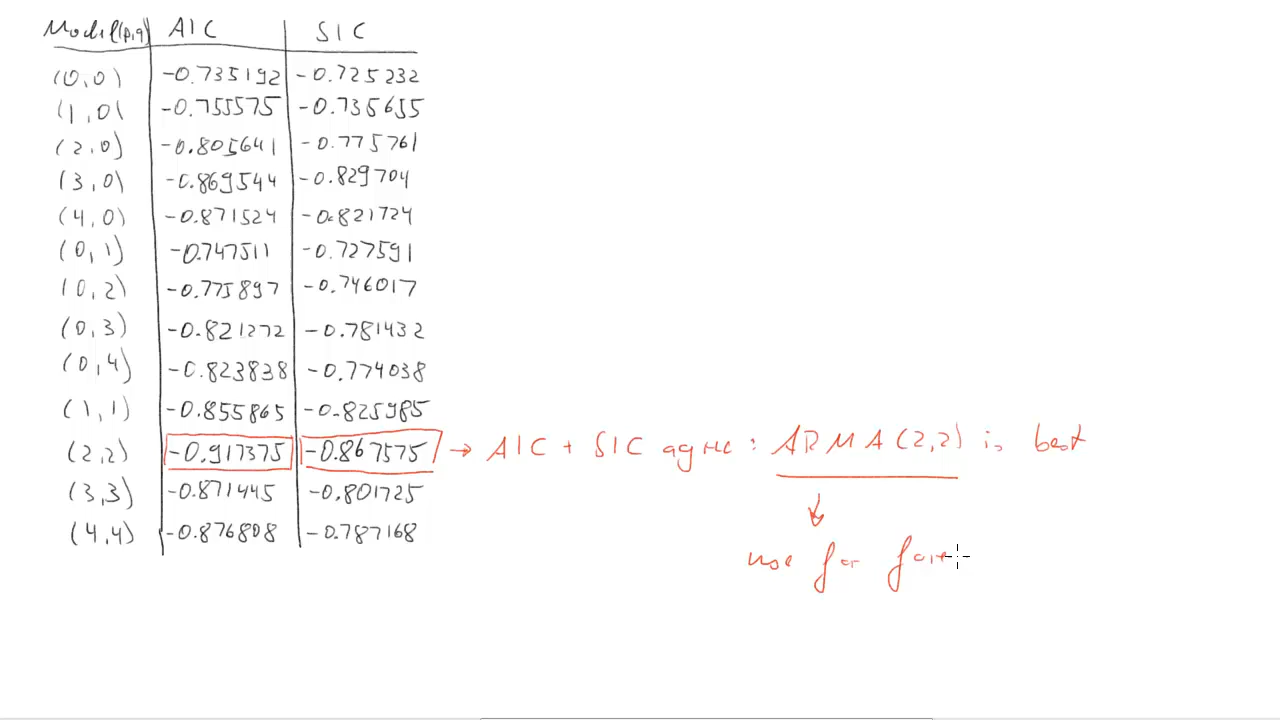 Model(p,q) AIC SIC
(0,0) -0.735192 -0.725232
(1,0( -0.755575 -0.735655
(2,0) -0.805641 -0.775761
(3,0) -0.869544 -0.829704
(4,0) -0.871524 -0.821724
(0,1) -0.747511 -0.727591
(0,2) -0.775897 -0.746017
(0,3) -0.821272 -0.781432
(0,4) -0.823838 -0.774038
(1,1) -0.855865 -0.825985
(2,2) -0.917375 -0.867575 → AIC + SIC agree : ARMA(2,2) is best
(3,3) -0.871445 -0.801725
(4,4) -0.876808 -0.787168
↓
use for fore